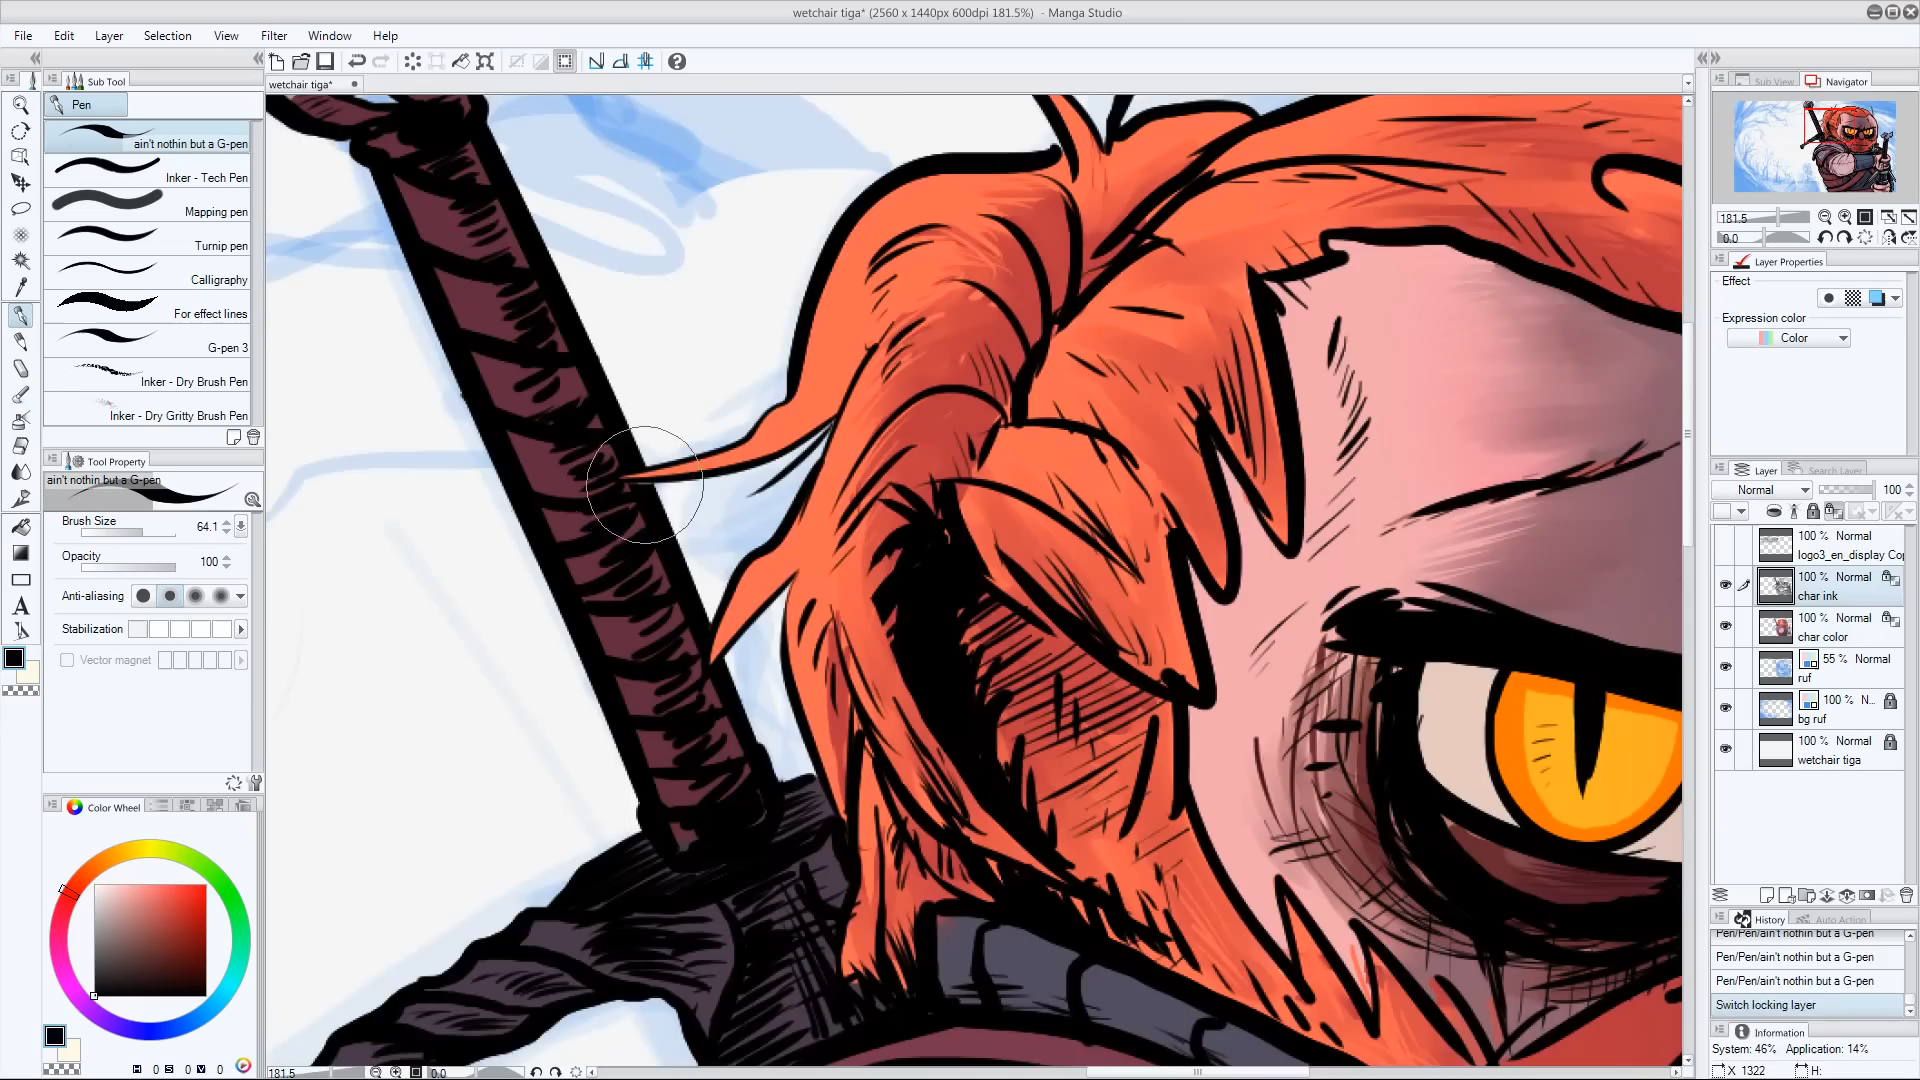 wetchair tiga* (2560 x 1440px 600dpi 181.5%)  - Manga Studio
File Edit Layer Selection View Filter Window Help
wetchair tiga*
Sub Tool
Pen
ain't nothin but a G-pen
Inker - Tech Pen
Mapping pen
Turnip pen
Calligraphy
For effect lines
G-pen 3
Inker - Dry Brush Pen
Inker - Dry Gritty Brush Pen
Tool Property
ain't nothin but a G-pen
Brush Size 64.1
Opacity 100
Anti-aliasing
Stabilization
Vector magnet
Color Wheel
H 0 S 0 V 0
181.5 0.0
Sub View Navigator
181.5
0.0
Layer Properties
Effect
Expression color
Color
Layer Search Layer
Normal 100
100 % Normal
logo3_en_display Cop
100 % Normal
char ink
100 % Normal
char color
55 % Normal
ruf
100 % N...
bg ruf
100 % Normal
wetchair tiga
History Auto Action
Pen/Pen/ain't nothin but a G-pen
Pen/Pen/ain't nothin but a G-pen
Pen/Pen/ain't nothin but a G-pen
Switch locking layer
Information
System: 46% Application: 14%
X 1322 H: